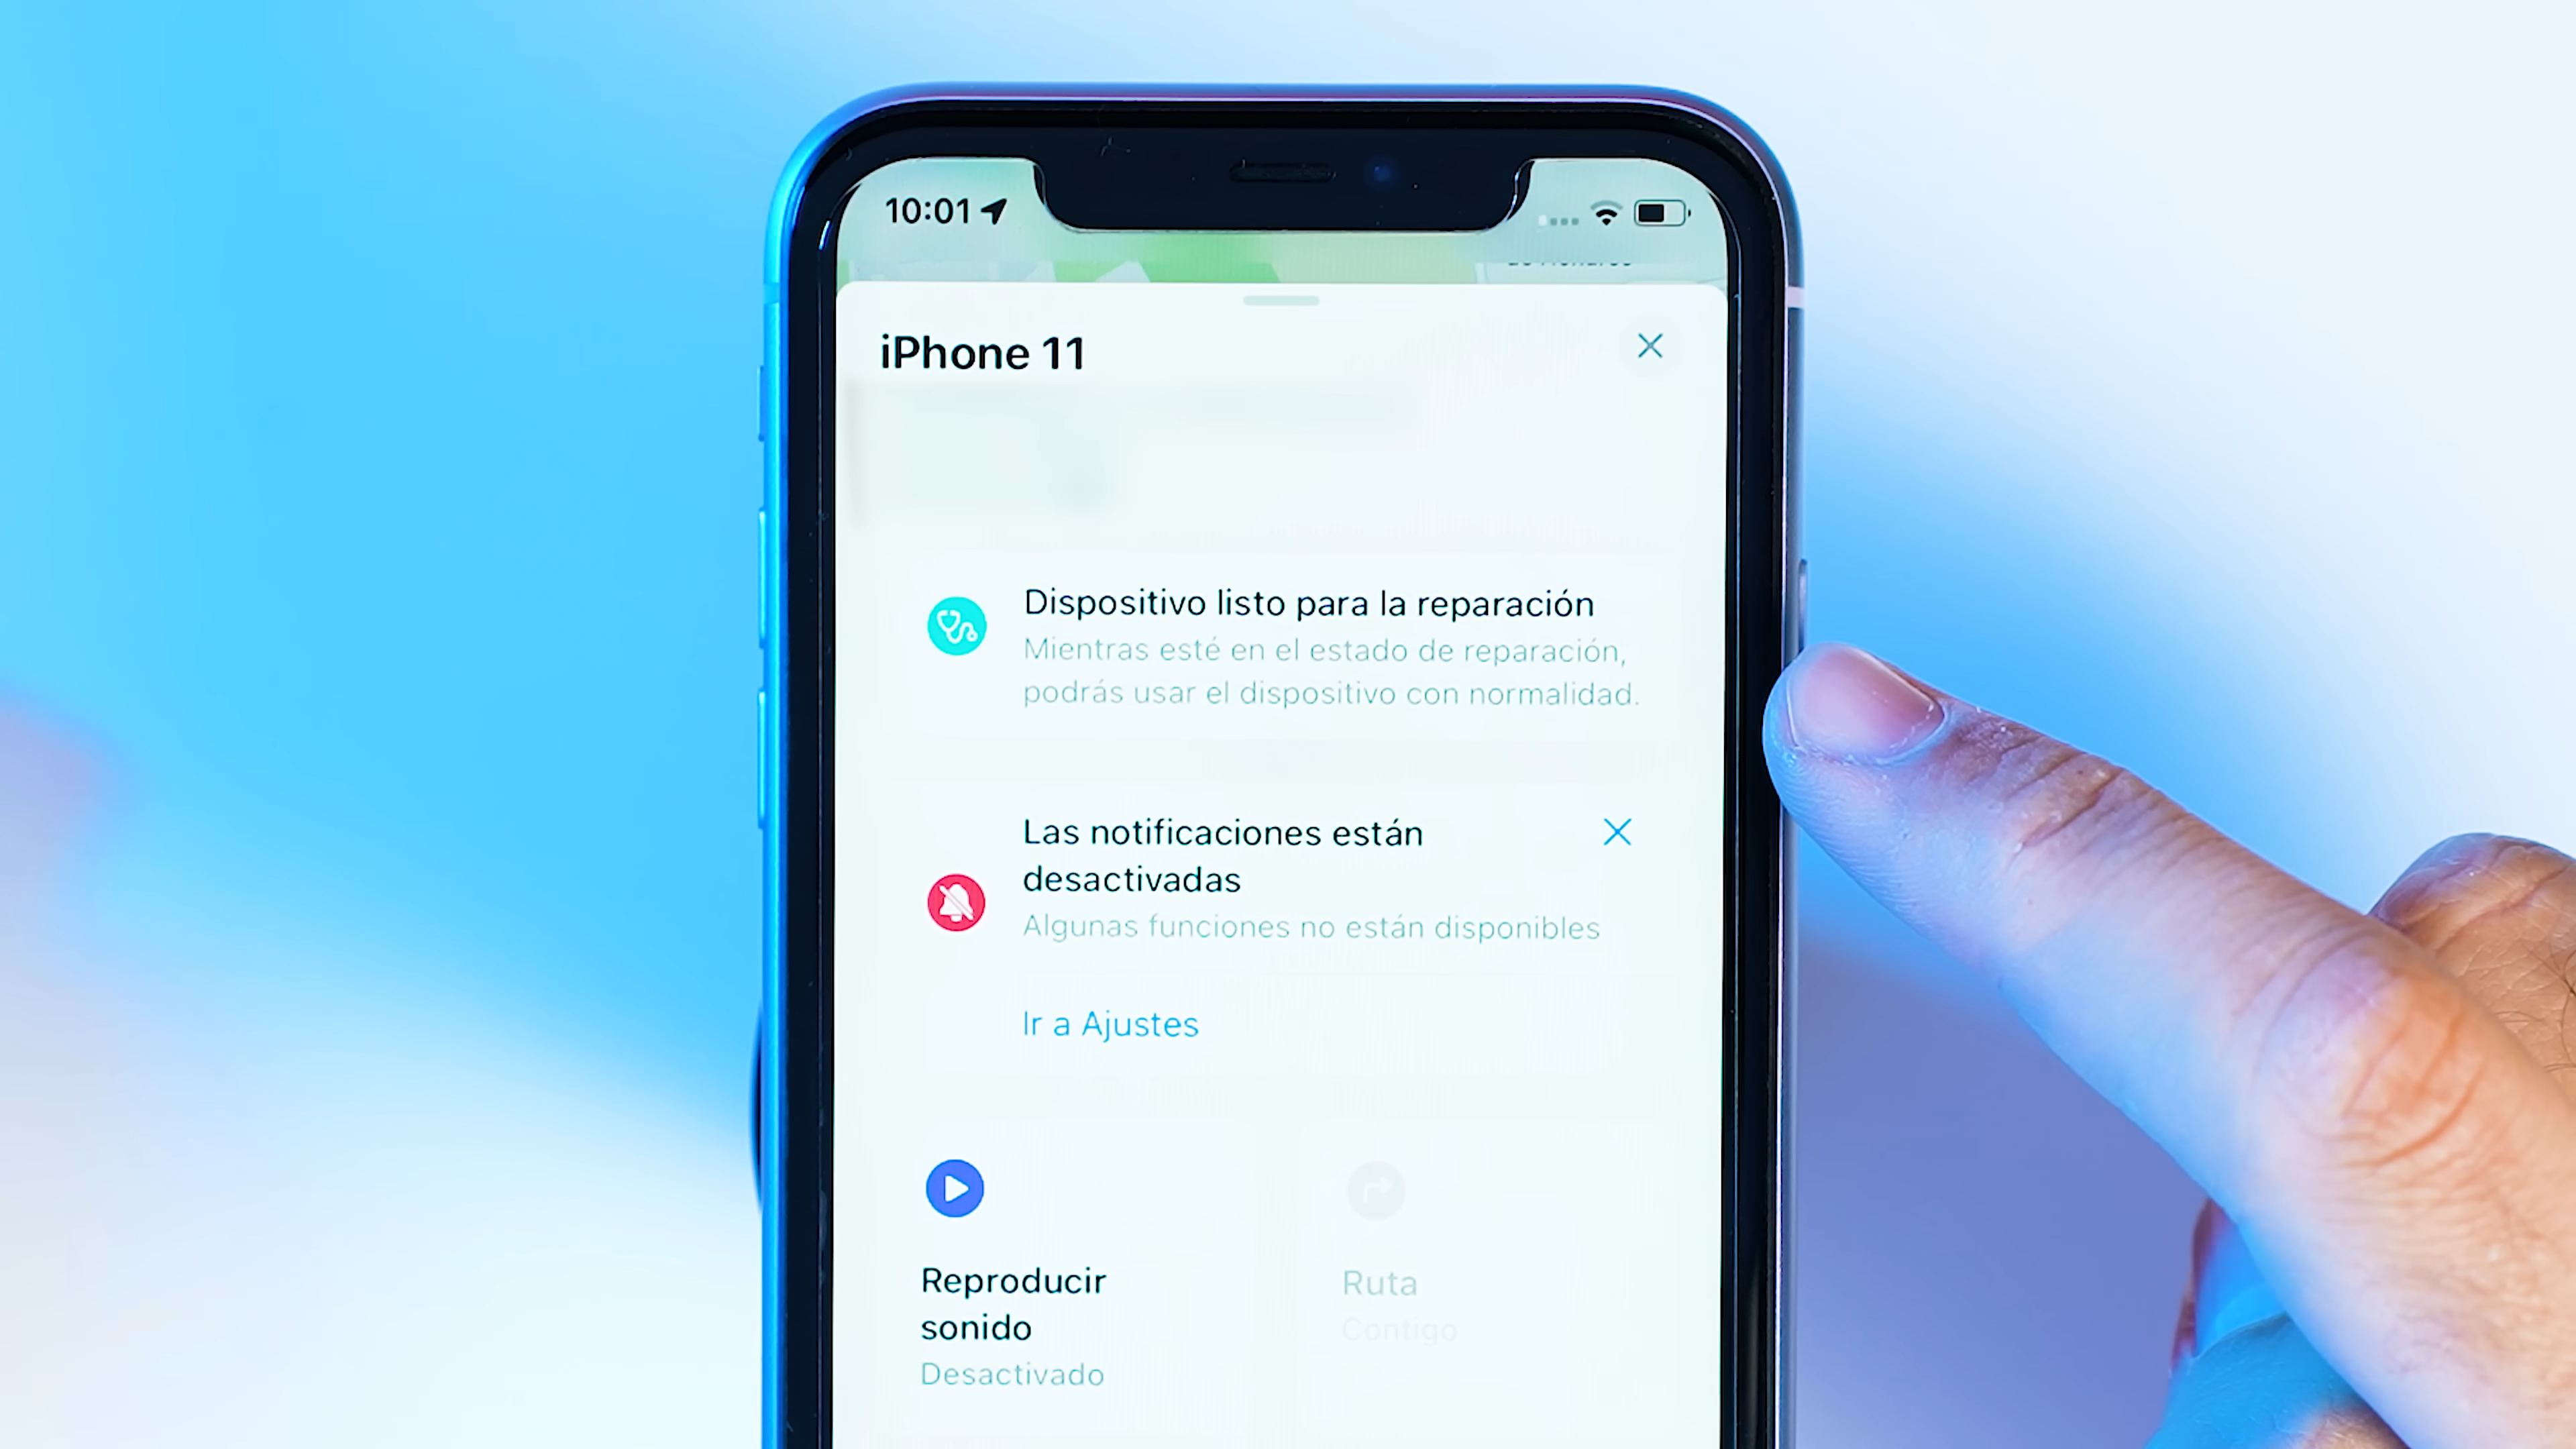 10:01
iPhone 11
Dispositivo listo para la reparación
Mientras esté en el estado de reparación,
podrás usar el dispositivo con normalidad.
Las notificaciones están
desactivadas
Algunas funciones no están disponibles
Ir a Ajustes
Reproducir
sonido
Desactivado
Ruta
Contigo